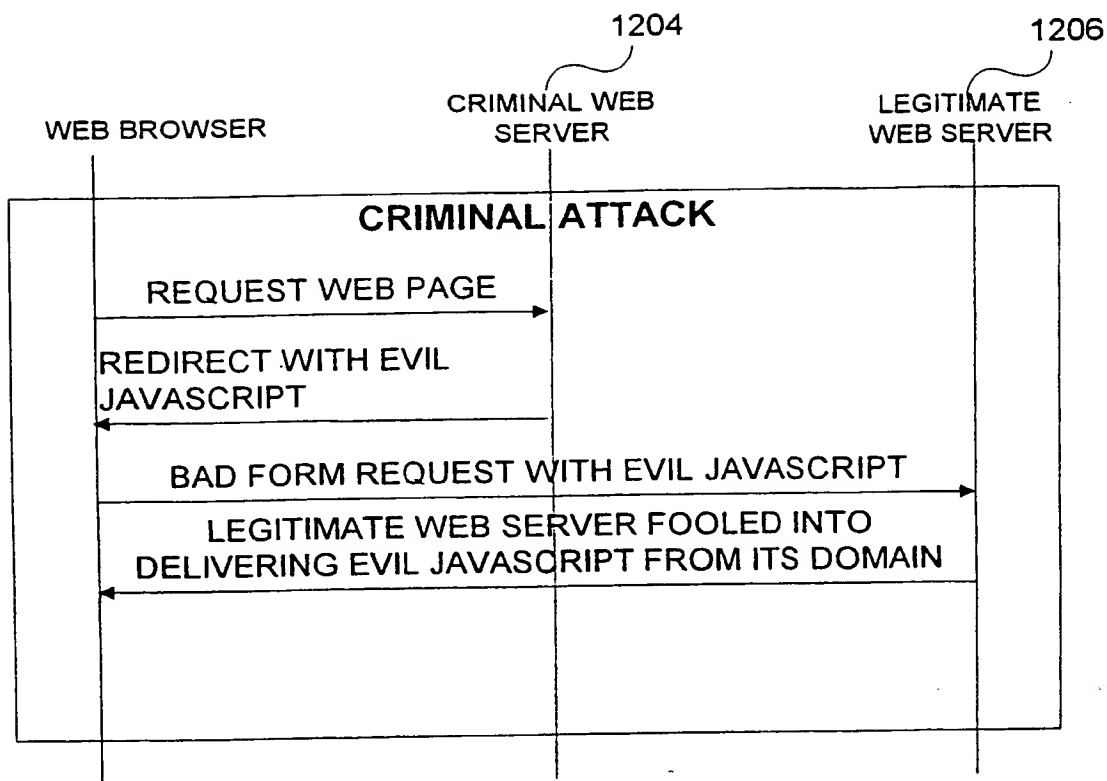 1204
1206
WEB BROWSER
CRIMINAL WEB
SERVER
LEGITIMATE
WEB SERVER
CRIMINAL ATTACK
REQUEST WEB PAGE
REDIRECT WITH EVIL
JAVASCRIPT
BAD FORM REQUEST WITH EVIL JAVASCRIPT
LEGITIMATE WEB SERVER FOOLED INTO
DELIVERING EVIL JAVASCRIPT FROM ITS DOMAIN